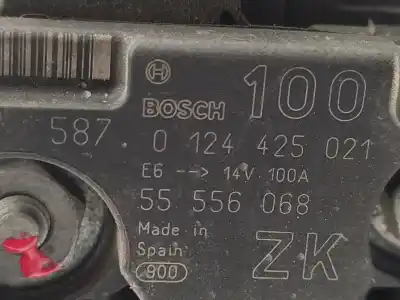 BOSCH 100
587. 0 124 425 021
E6 --> 14V 100A
55 556 068
Made in
Spain
900
ZK